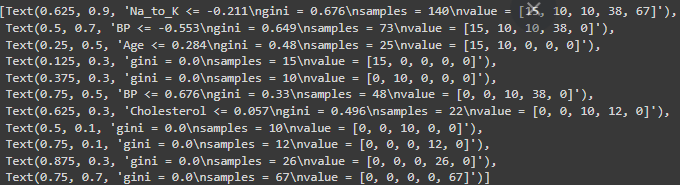 [Text(0.625, 0.9, 'Na_to_K <= -0.211\ngini = 0.676\nsamples = 140\nvalue = [15, 10, 10, 38, 67]'),
Text(0.5, 0.7, 'BP <= -0.553\ngini = 0.649\nsamples = 73\nvalue = [15, 10, 10, 38, 0]'),
Text(0.25, 0.5, 'Age <= 0.284\ngini = 0.48\nsamples = 25\nvalue = [15, 10, 0, 0, 0]'),
Text(0.125, 0.3, 'gini = 0.0\nsamples = 15\nvalue = [15, 0, 0, 0, 0]'),
Text(0.375, 0.3, 'gini = 0.0\nsamples = 10\nvalue = [0, 10, 0, 0, 0]'),
Text(0.75, 0.5, 'BP <= 0.676\ngini = 0.33\nsamples = 48\nvalue = [0, 0, 10, 38, 0]'),
Text(0.625, 0.3, 'Cholesterol <= 0.057\ngini = 0.496\nsamples = 22\nvalue = [0, 0, 10, 12, 0]'),
Text(0.5, 0.1, 'gini = 0.0\nsamples = 10\nvalue = [0, 0, 10, 0, 0]'),
Text(0.75, 0.1, 'gini = 0.0\nsamples = 12\nvalue = [0, 0, 0, 12, 0]'),
Text(0.875, 0.3, 'gini = 0.0\nsamples = 26\nvalue = [0, 0, 0, 26, 0]'),
Text(0.75, 0.7, 'gini = 0.0\nsamples = 67\nvalue = [0, 0, 0, 0, 67]')]